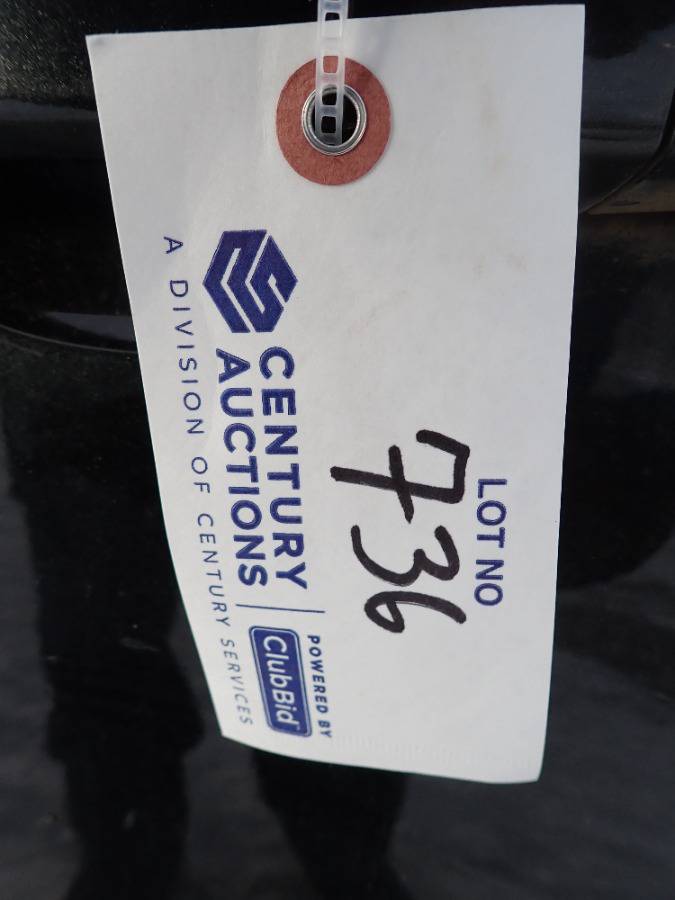 LOT NO
736
CENTURY
AUCTIONS
A DIVISION OF CENTURY SERVICES
POWERED BY
ClubBid